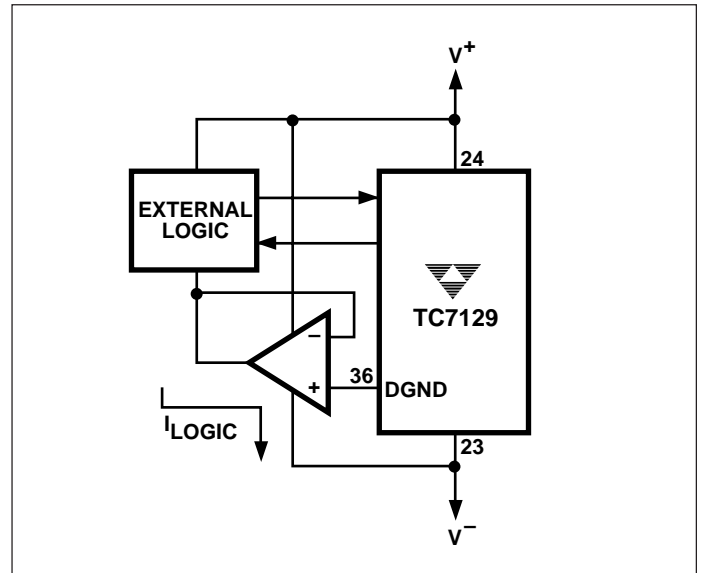 V+
24
EXTERNAL
LOGIC
TC7129
–
+
36 DGND
ILOGIC
23
V–